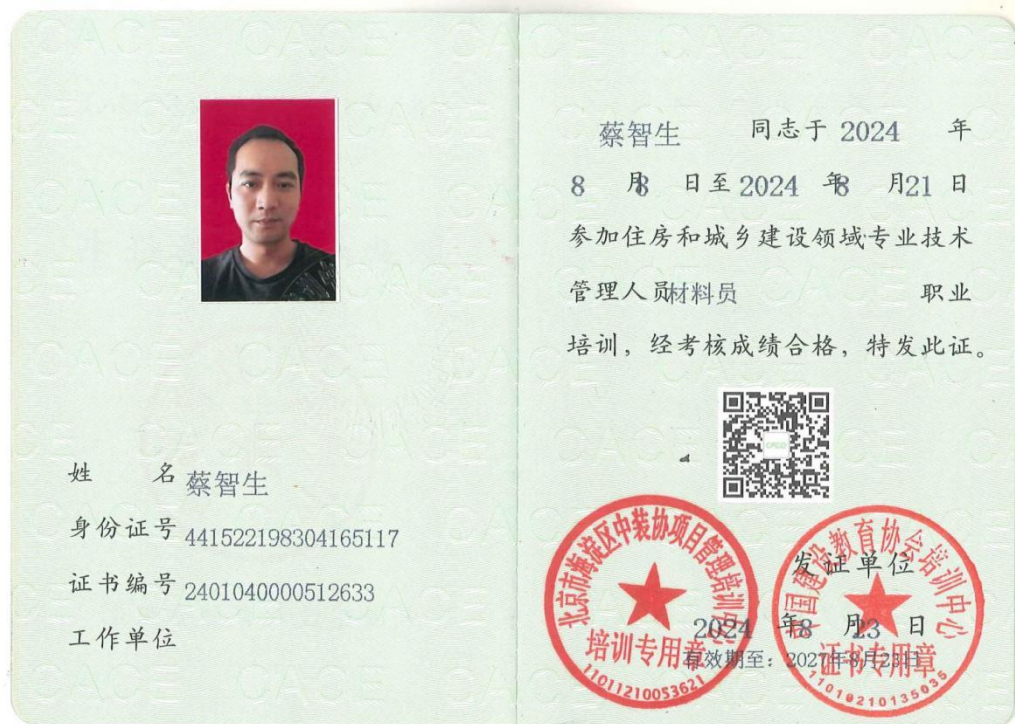 姓 名 蔡智生
身份证号 441522198304165117
证书编号 2401040000512633
工作单位
蔡智生 同志于 2024 年
8 月 8 日至 2024 年 8 月 21 日
参加住房和城乡建设领域专业技术
管理人员材料员 职业
培训，经考核成绩合格，特发此证。
北京市海淀区中装协项目管理培训中心
培训专用章
11011210053621
中国建设教育协会培训中心
证书专用章
11010210135035
发证单位
2024 年 8 月 23 日
有效期至：2027年8月23日
CACE